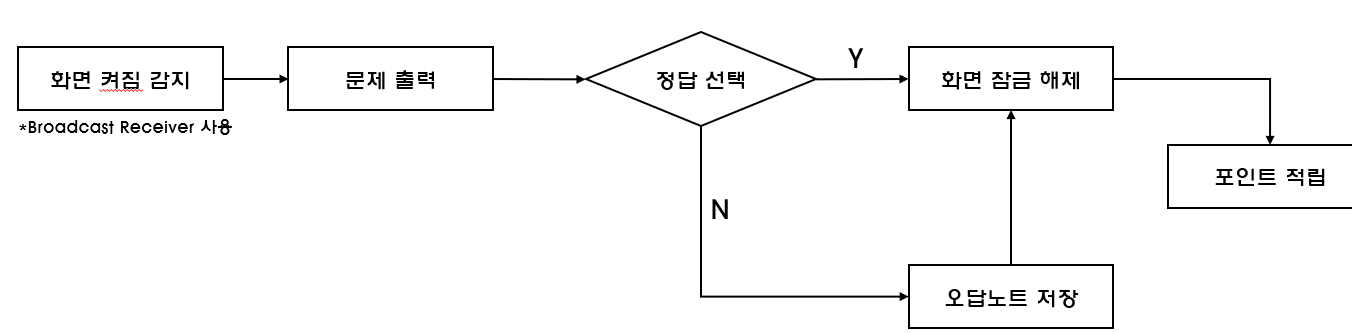 화면 켜짐 감지
*Broadcast Receiver 사용
문제 출력
정답 선택
Y
화면 잠금 해제
포인트 적립
N
오답노트 저장